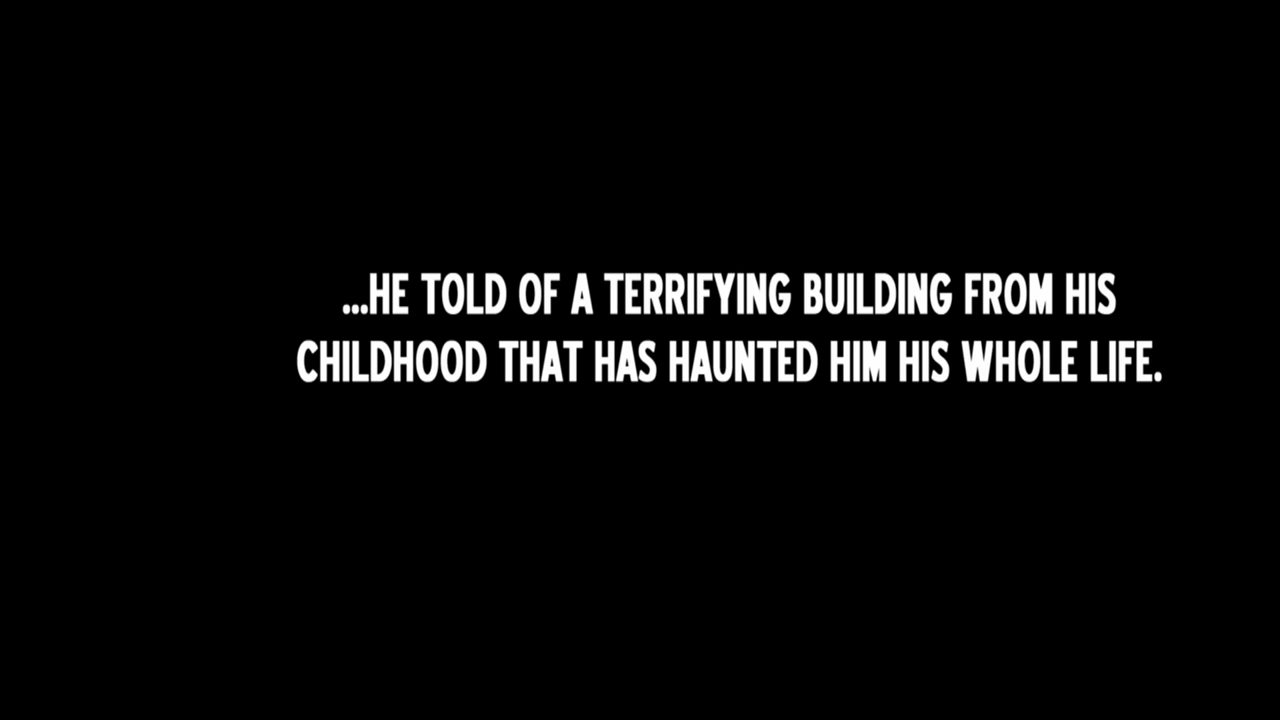 ...HE TOLD OF A TERRIFYING BUILDING FROM HIS
CHILDHOOD THAT HAS HAUNTED HIM HIS WHOLE LIFE.